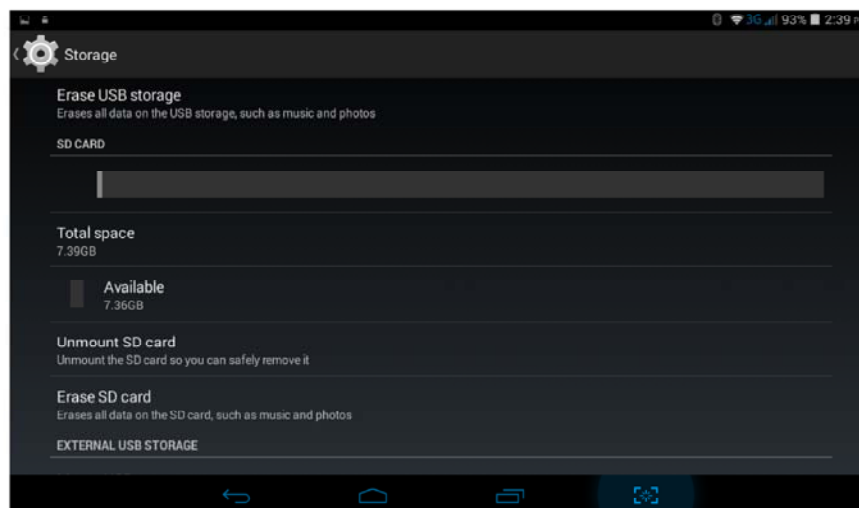 3G 93% 2:39 P
Storage
Erase USB storage
Erases all data on the USB storage, such as music and photos
SD CARD
Total space
7.39GB
Available
7.36GB
Unmount SD card
Unmount the SD card so you can safely remove it
Erase SD card
Erases all data on the SD card, such as music and photos
EXTERNAL USB STORAGE